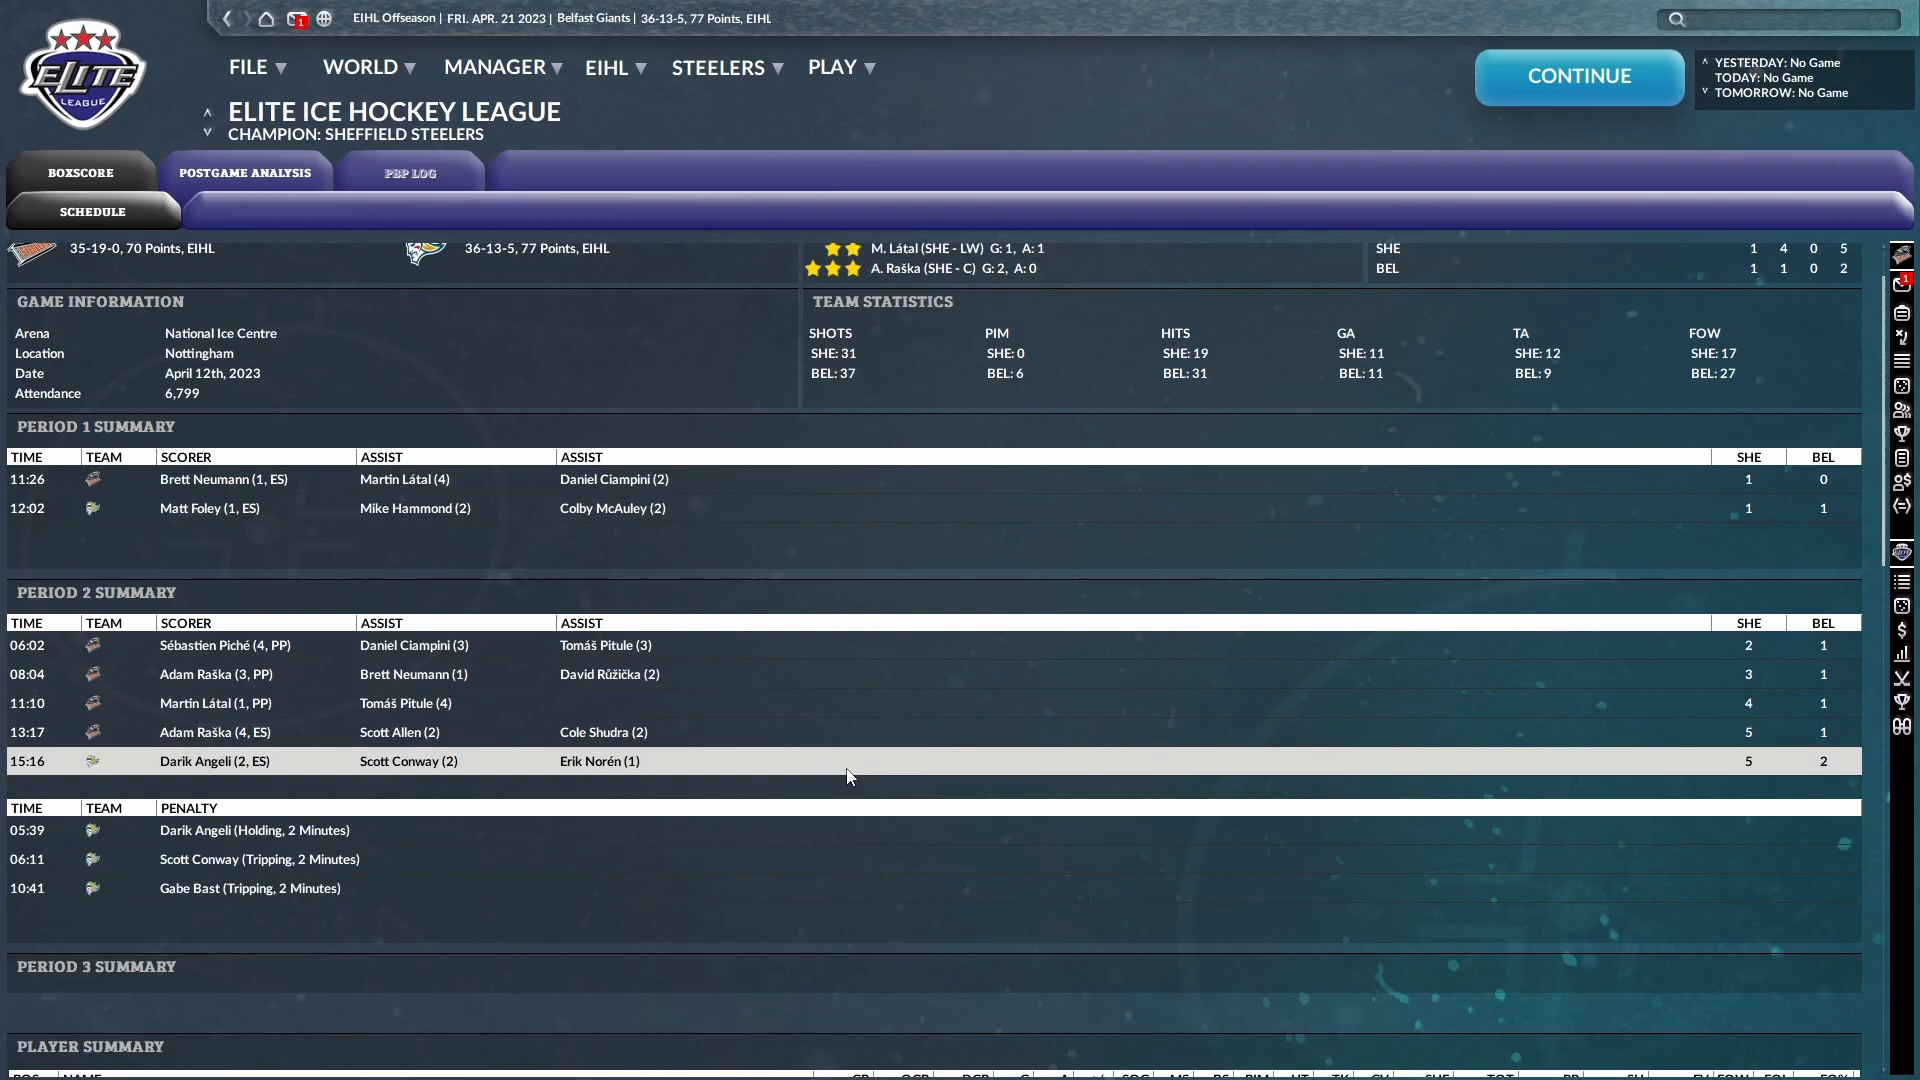 1
EIHL Offseason | FRI. APR. 21 2023 | Belfast Giants | 36-13-5, 77 Points, EIHL
ELITE
LEAGUE
FILE WORLD MANAGER EIHL STEELERS PLAY
CONTINUE
YESTERDAY: No Game
TODAY: No Game
TOMORROW: No Game
ELITE ICE HOCKEY LEAGUE
CHAMPION: SHEFFIELD STEELERS
BOXSCORE POSTGAME ANALYSIS PBP LOG
SCHEDULE
35-19-0, 70 Points, EIHL 36-13-5, 77 Points, EIHL
M. Látal (SHE - LW) G: 1, A: 1
A. Raška (SHE - C) G: 2, A: 0
SHE 1 4 0 5
BEL 1 1 0 2
1
GAME INFORMATION
Arena National Ice Centre
Location Nottingham
Date April 12th, 2023
Attendance 6,799
TEAM STATISTICS
SHOTS PIM HITS GA TA FOW
SHE: 31 SHE: 0 SHE: 19 SHE: 11 SHE: 12 SHE: 17
BEL: 37 BEL: 6 BEL: 31 BEL: 11 BEL: 9 BEL: 27
PERIOD 1 SUMMARY
TIME TEAM SCORER ASSIST ASSIST SHE BEL
11:26 Brett Neumann (1, ES) Martin Látal (4) Daniel Ciampini (2) 1 0
12:02 Matt Foley (1, ES) Mike Hammond (2) Colby McAuley (2) 1 1
PERIOD 2 SUMMARY
TIME TEAM SCORER ASSIST ASSIST SHE BEL
06:02 Sébastien Piché (4, PP) Daniel Ciampini (3) Tomáš Pitule (3) 2 1
08:04 Adam Raška (3, PP) Brett Neumann (1) David Růžička (2) 3 1
11:10 Martin Látal (1, PP) Tomáš Pitule (4) 4 1
13:17 Adam Raška (4, ES) Scott Allen (2) Cole Shudra (2) 5 1
15:16 Darik Angeli (2, ES) Scott Conway (2) Erik Norén (1) 5 2
TIME TEAM PENALTY
05:39 Darik Angeli (Holding, 2 Minutes)
06:11 Scott Conway (Tripping, 2 Minutes)
10:41 Gabe Bast (Tripping, 2 Minutes)
PERIOD 3 SUMMARY
PLAYER SUMMARY